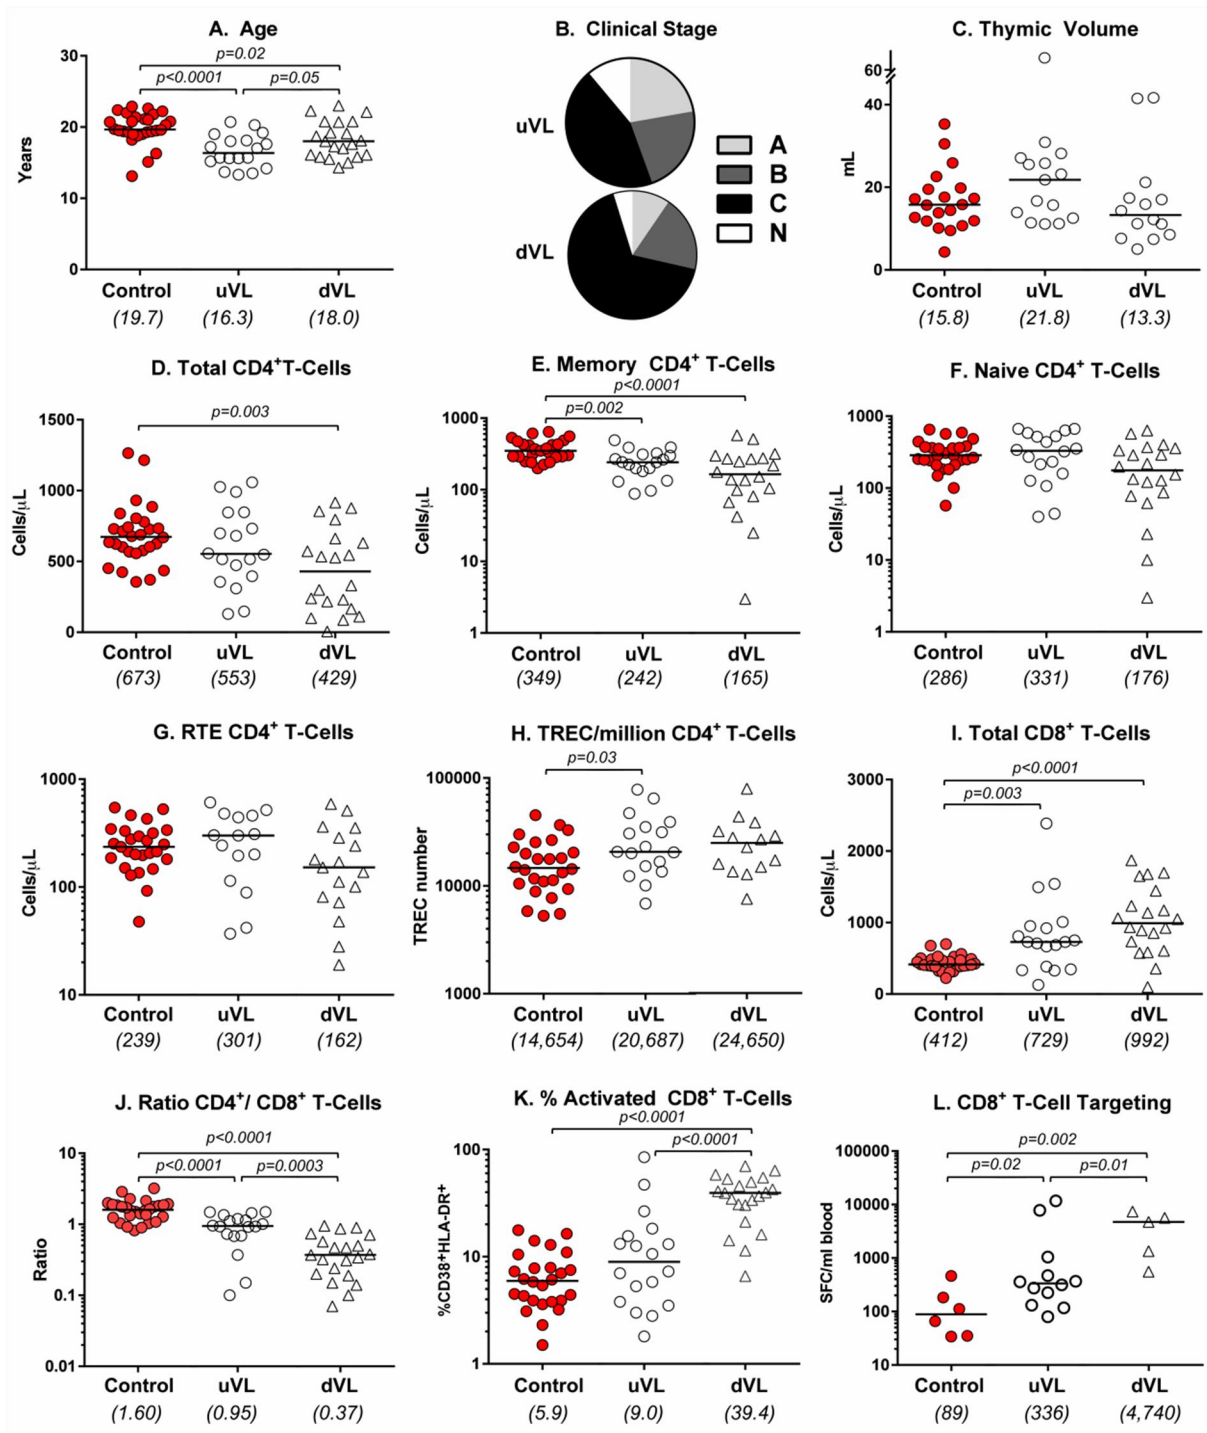 A. Age
p=0.02
p<0.0001 p=0.05
30
20
10
0
Years
Control uVL dVL
(19.7) (16.3) (18.0)
B. Clinical Stage
uVL
dVL
A
B
C
N
C. Thymic Volume
60
40
20
0
mL
Control uVL dVL
(15.8) (21.8) (13.3)
D. Total CD4+T-Cells
p=0.003
1500
1000
500
0
Cells/µL
Control uVL dVL
(673) (553) (429)
E. Memory CD4+ T-Cells
p<0.0001
p=0.002
1000
100
10
1
Cells/µL
Control uVL dVL
(349) (242) (165)
F. Naive CD4+ T-Cells
1000
100
10
1
Cells/µL
Control uVL dVL
(286) (331) (176)
G. RTE CD4+ T-Cells
1000
100
10
Cells/µL
Control uVL dVL
(239) (301) (162)
H. TREC/million CD4+ T-Cells
p=0.03
100000
10000
1000
TREC number
Control uVL dVL
(14,654) (20,687) (24,650)
I. Total CD8+ T-Cells
p<0.0001
p=0.003
3000
2000
1000
0
Cells/µL
Control uVL dVL
(412) (729) (992)
J. Ratio CD4+/ CD8+ T-Cells
p<0.0001
p<0.0001 p=0.0003
10
1
0.1
0.01
Ratio
Control uVL dVL
(1.60) (0.95) (0.37)
K. % Activated CD8+ T-Cells
p<0.0001
p<0.0001
100
10
1
%CD38+HLA-DR+
Control uVL dVL
(5.9) (9.0) (39.4)
L. CD8+ T-Cell Targeting
p=0.002
p=0.02 p=0.01
100000
10000
1000
100
10
SFC/ml blood
Control uVL dVL
(89) (336) (4,740)